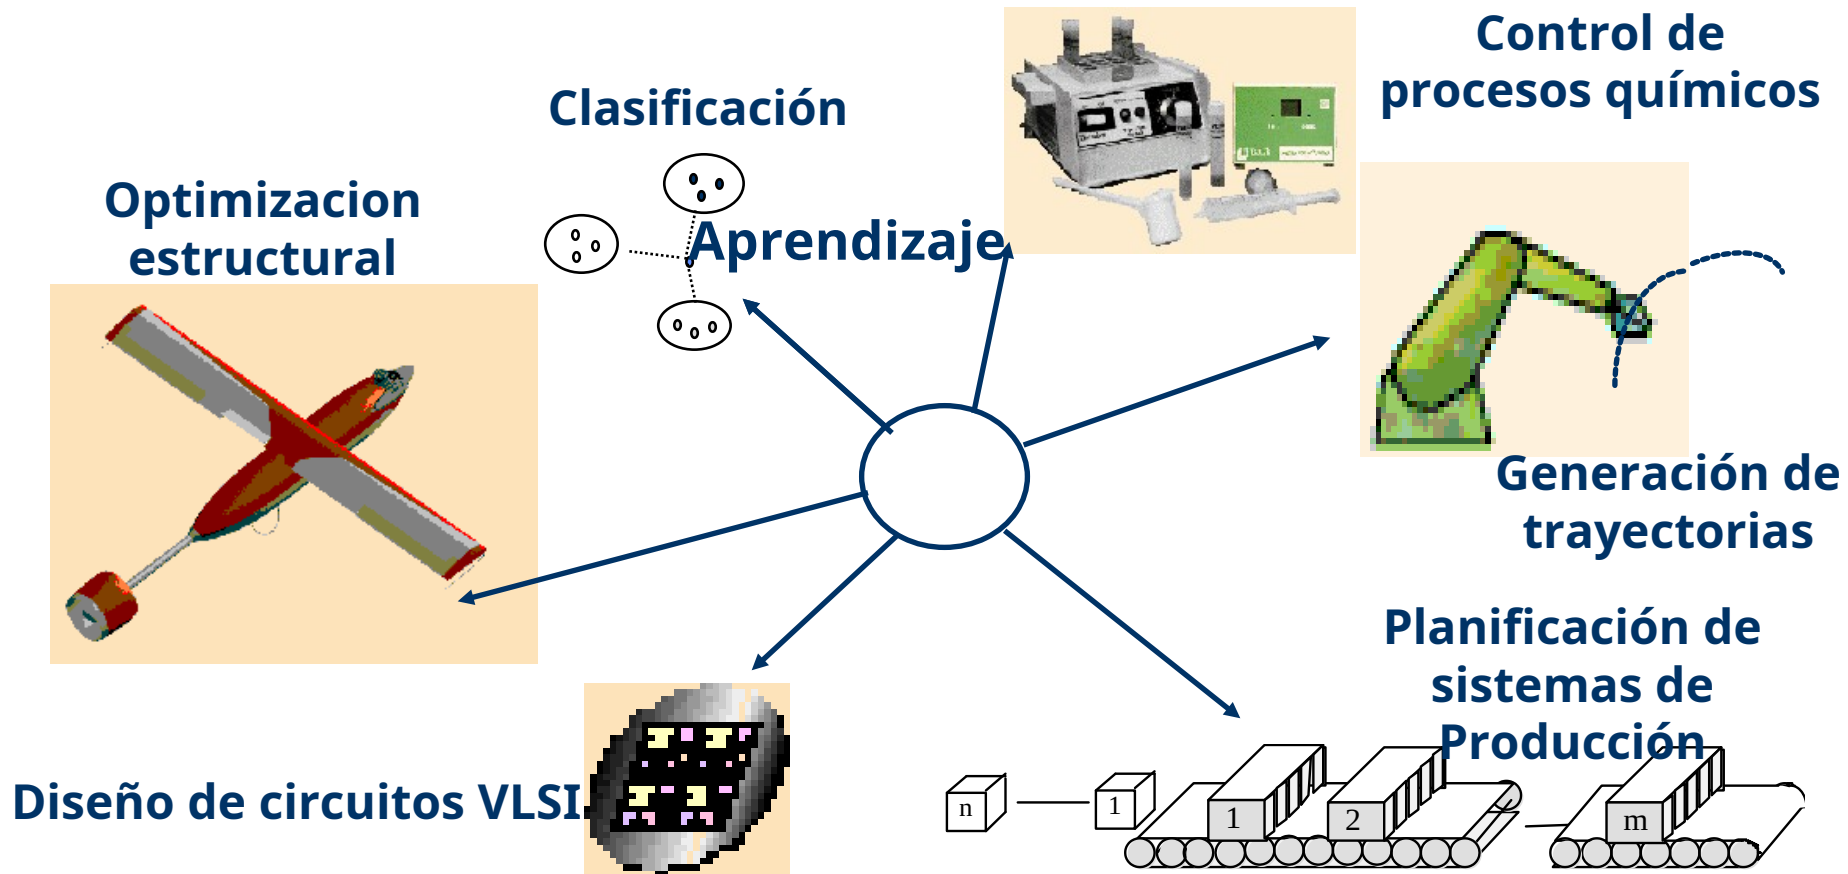 Control de
procesos químicos
Clasificación
Optimizacion
estructural
Aprendizaje
Generación de
trayectorias
Planificación de
sistemas de
Producción
Diseño de circuitos VLSI
n
1
1
2
m